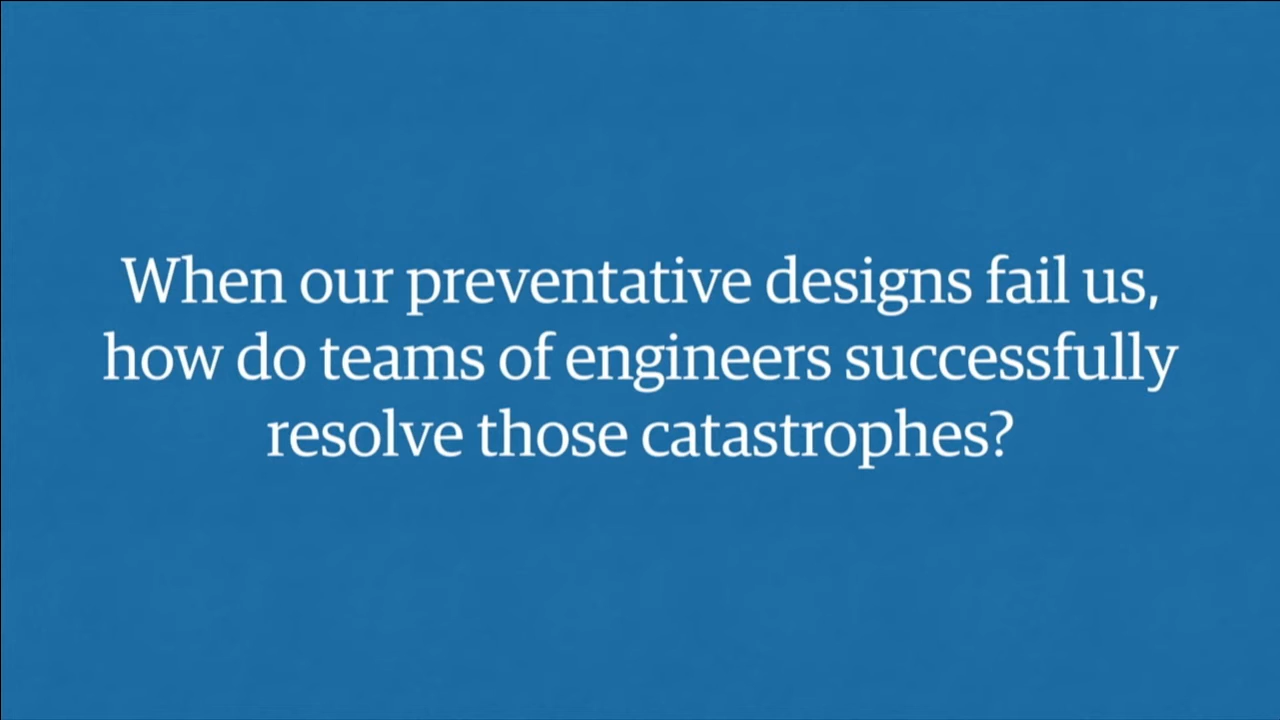 When our preventative designs fail us,
how do teams of engineers successfully
resolve those catastrophes?